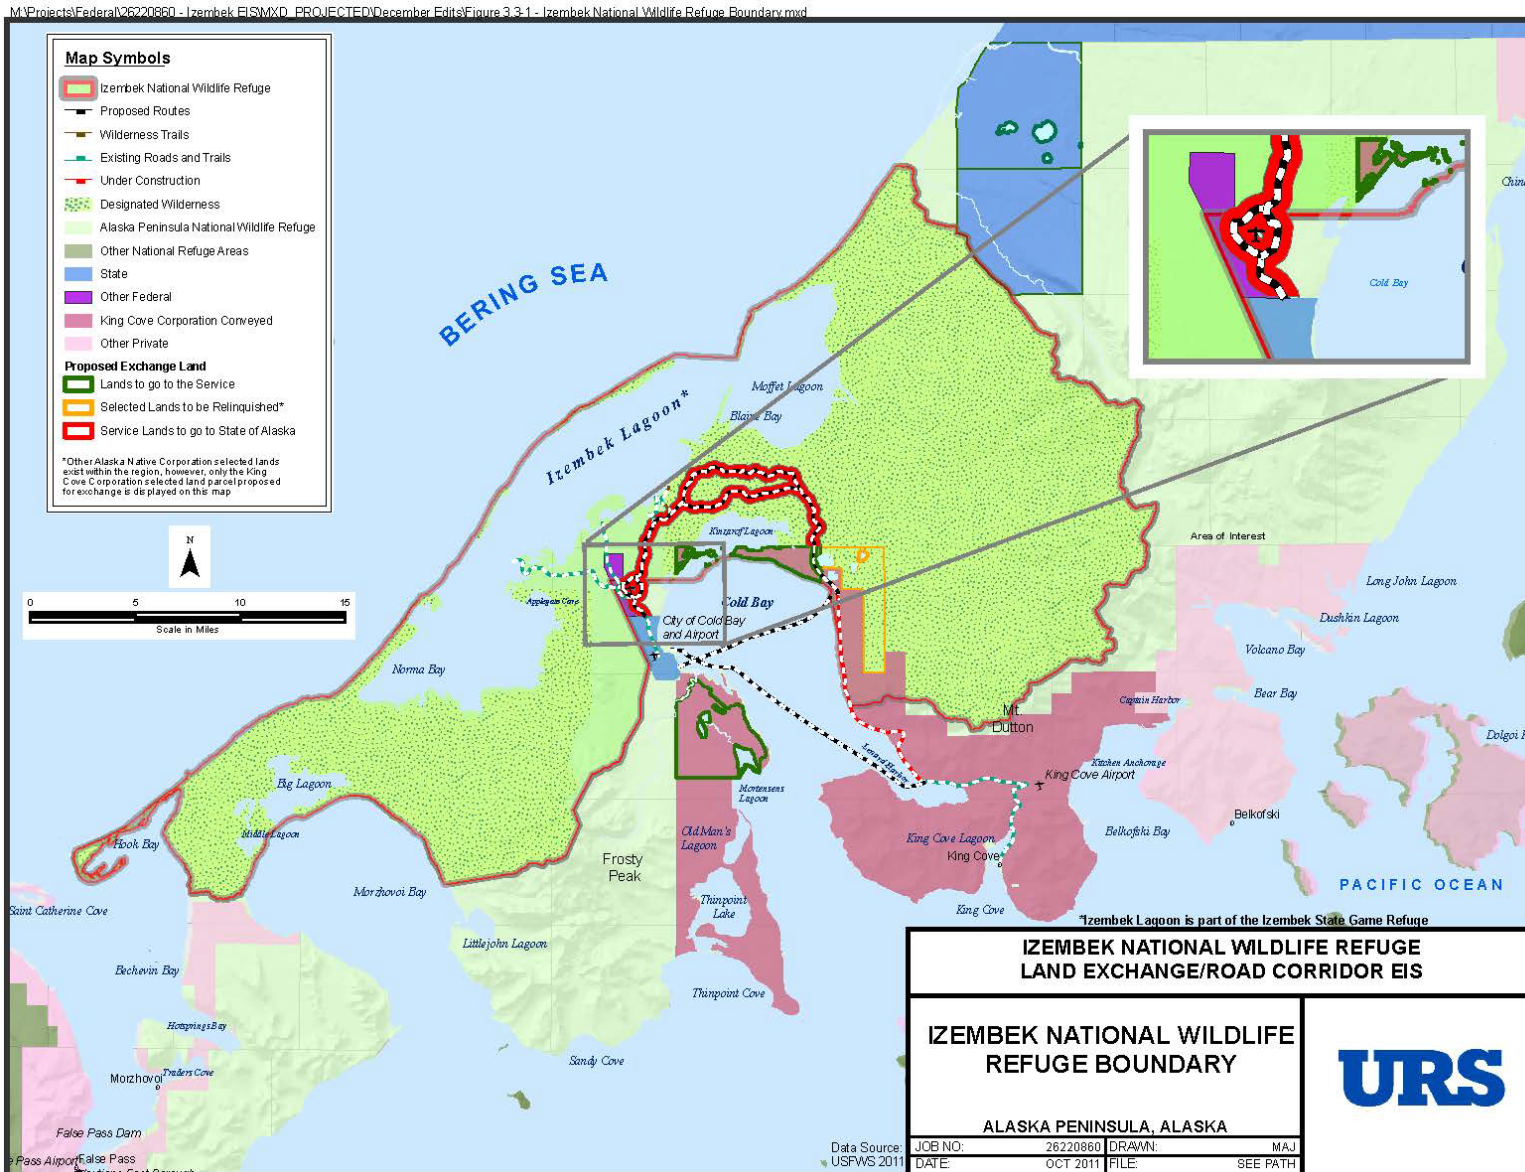 M:\Projects\Federal\26220860 - Izembek EIS\MXD_PROJECTED\December Edits\Figure 3.3-1 - Izembek National Wildlife Refuge Boundary.mxd
Map Symbols
Izembek National Wildlife Refuge
Proposed Routes
Wilderness Trails
Existing Roads and Trails
Under Construction
Designated Wilderness
Alaska Peninsula National Wildlife Refuge
Other National Refuge Areas
State
Other Federal
King Cove Corporation Conveyed
Other Private
Proposed Exchange Land
Lands to go to the Service
Selected Lands to be Relinquished*
Service Lands to go to State of Alaska
*Other Alaska Native Corporation selected lands
exist within the region, however, only the King
Cove Corporation selected land parcel proposed
for exchange is displayed on this map
N
0 5 10 15
Scale in Miles
BERING SEA
Cold Bay
Moffet Lagoon
Blaine Bay
Izembek Lagoon*
Kinzarof Lagoon
Area of Interest
Long John Lagoon
Dushkin Lagoon
Volcano Bay
Bear Bay
Applegate Cove
Cold Bay
City of Cold Bay
and Airport
Norma Bay
Captain Harbor
Mt.
Dutton
Lenard Harbor
Kitchen Anchorage
King Cove Airport
Big Lagoon
Middle Lagoon
Hook Bay
Mortensens
Lagoon
Old Man's
Lagoon
King Cove Lagoon
King Cove
Belkofski Bay
Belkofski
Frosty
Peak
Morzhovoi Bay
Thinpoint
Lake
King Cove
PACIFIC OCEAN
Saint Catherine Cove
Littlejohn Lagoon
Bechevin Bay
Thinpoint Cove
Hotsprings Bay
Sandy Cove
Morzhovoi
Traders Cove
False Pass Dam
False Pass
*Izembek Lagoon is part of the Izembek State Game Refuge
IZEMBEK NATIONAL WILDLIFE REFUGE
LAND EXCHANGE/ROAD CORRIDOR EIS
IZEMBEK NATIONAL WILDLIFE
REFUGE BOUNDARY
ALASKA PENINSULA, ALASKA
URS
Data Source:
USFWS 2011
JOB NO: 26220860 DRAWN: MAJ
DATE: OCT 2011 FILE: SEE PATH